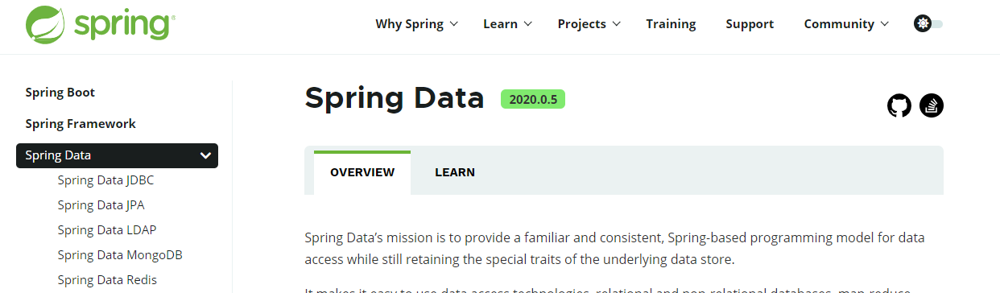 spring
Why Spring
Learn
Projects
Training
Support
Community
Spring Boot
Spring Framework
Spring Data
Spring Data JDBC
Spring Data JPA
Spring Data LDAP
Spring Data MongoDB
Spring Data Redis
Spring Data 2020.0.5
OVERVIEW
LEARN
Spring Data’s mission is to provide a familiar and consistent, Spring-based programming model for data
access while still retaining the special traits of the underlying data store.
It makes it easy to use data access technologies, relational and non-relational databases, map-reduce